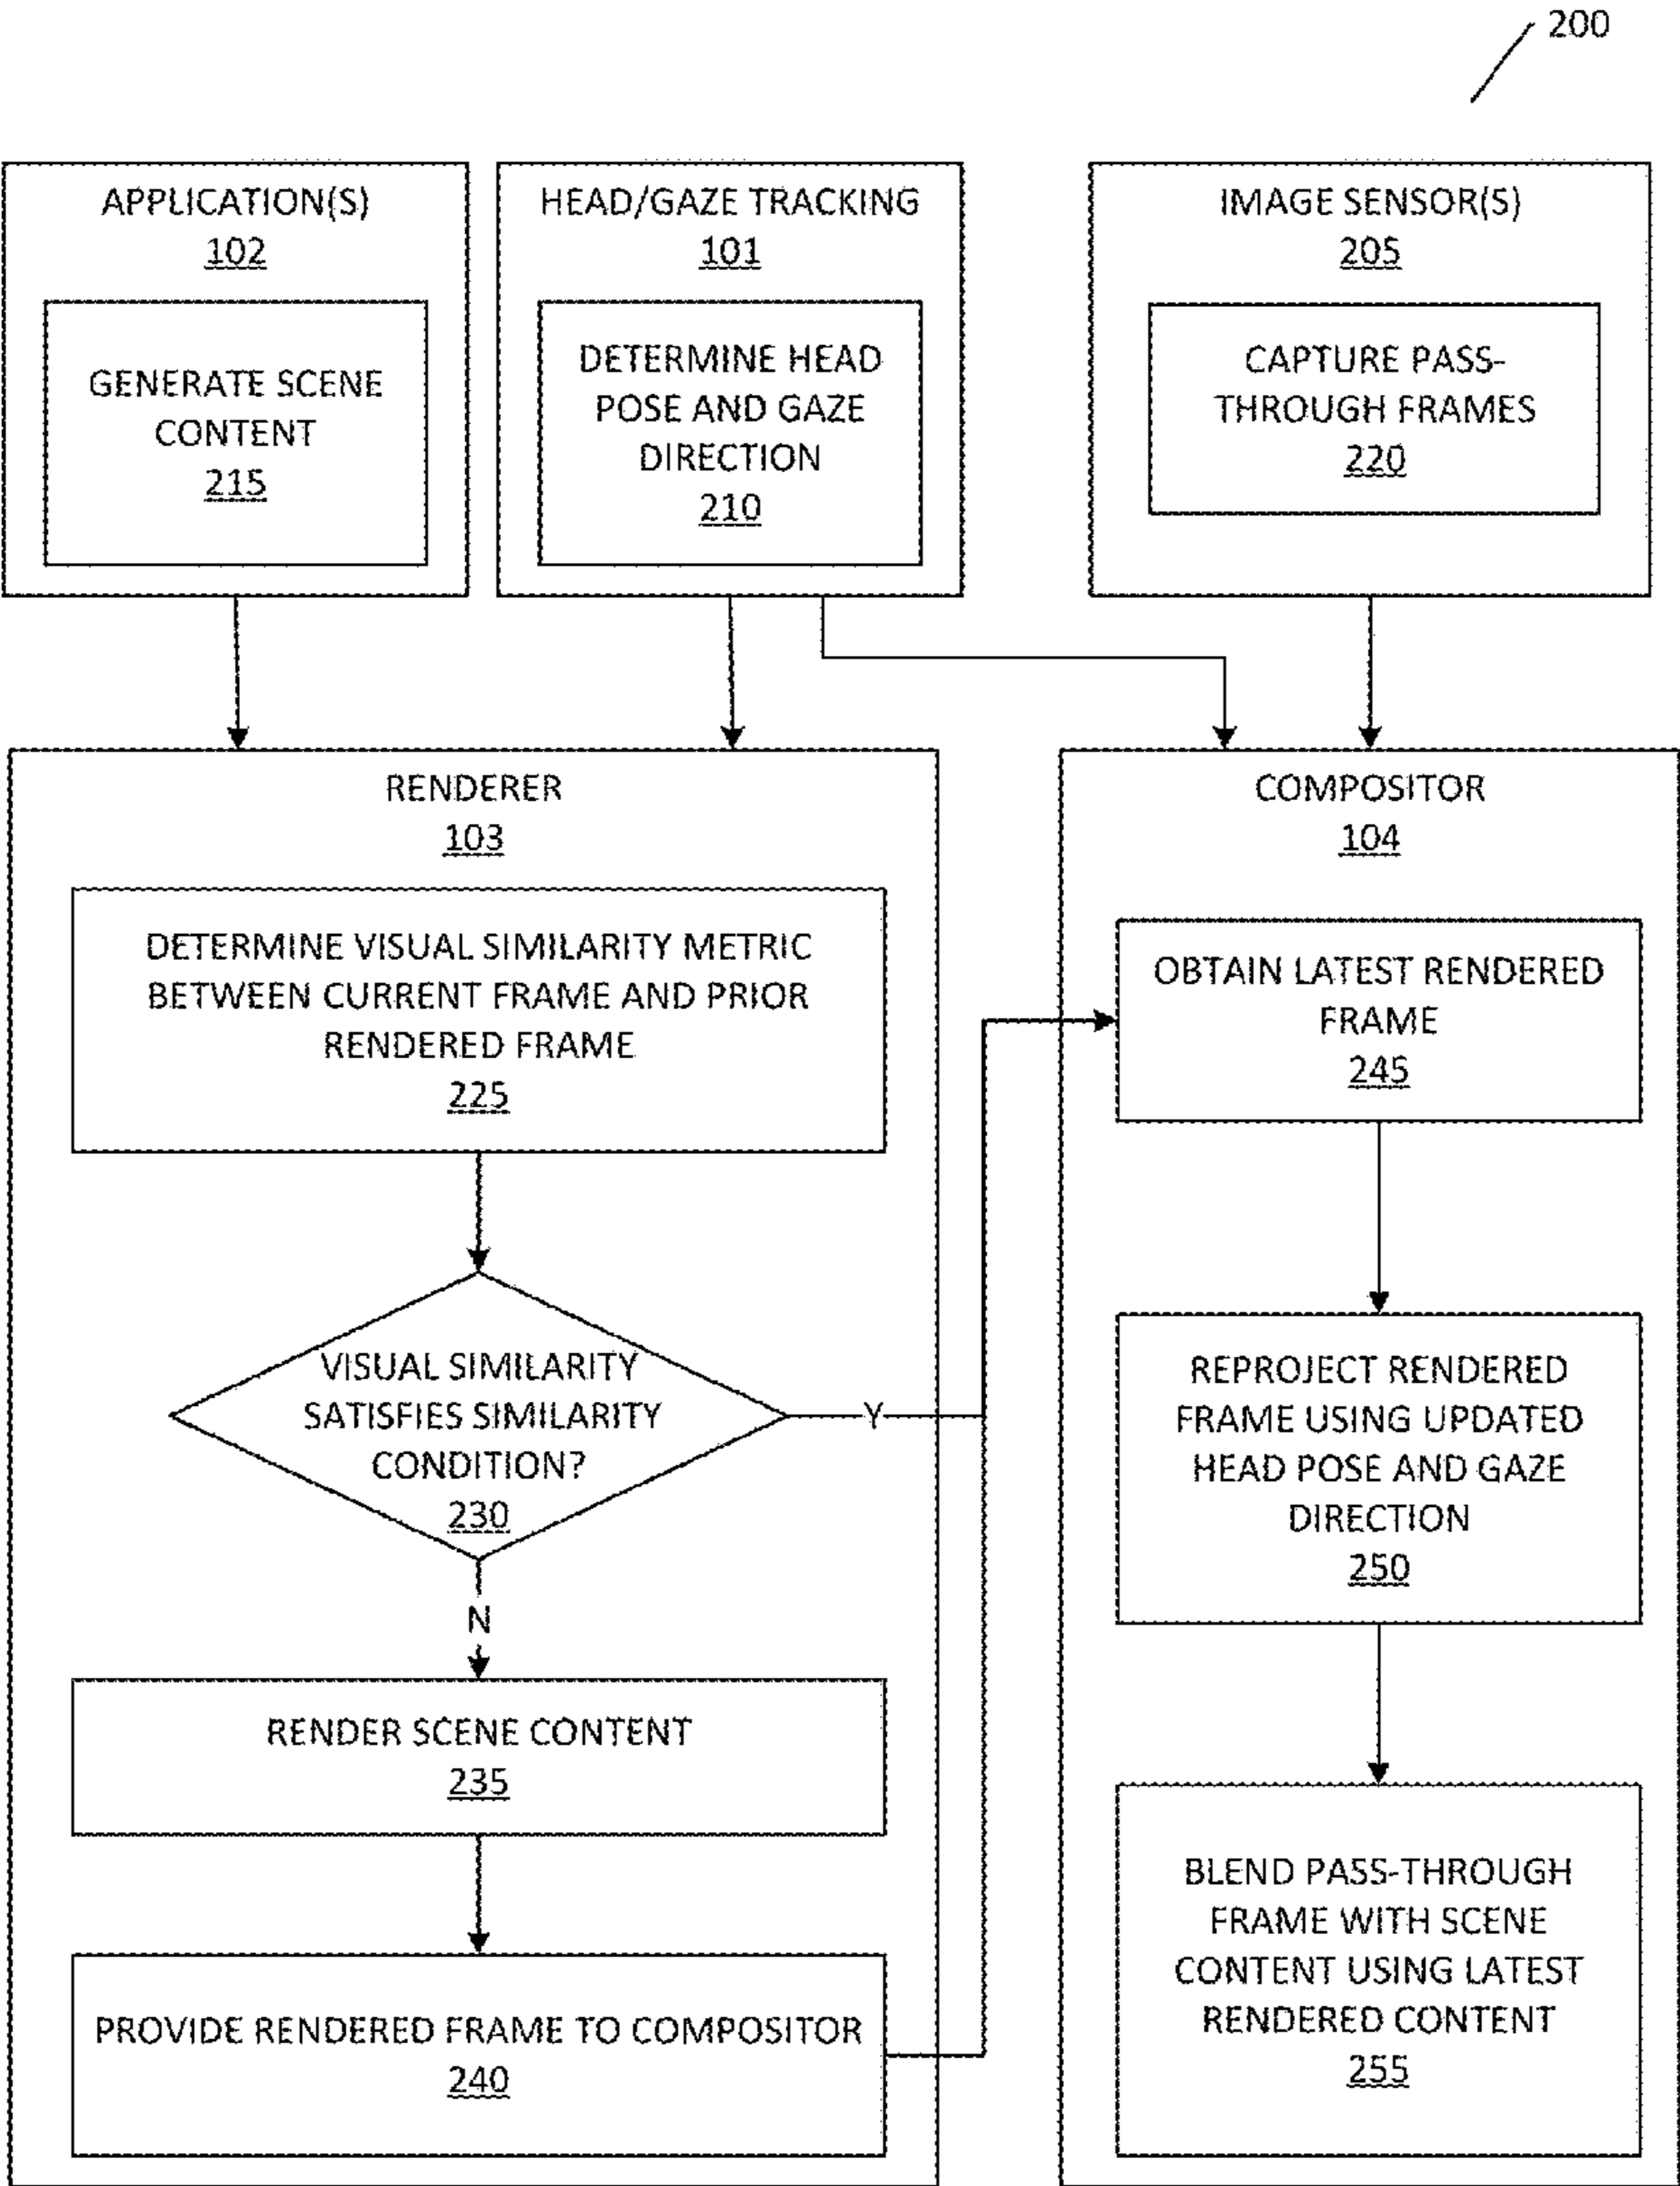 200
APPLICATION(S)
102
GENERATE SCENE
CONTENT
215
HEAD/GAZE TRACKING
101
DETERMINE HEAD
POSE AND GAZE
DIRECTION
210
IMAGE SENSOR(S)
205
CAPTURE PASS-
THROUGH FRAMES
220
RENDERER
103
DETERMINE VISUAL SIMILARITY METRIC
BETWEEN CURRENT FRAME AND PRIOR
RENDERED FRAME
225
VISUAL SIMILARITY
SATISFIES SIMILARITY
CONDITION?
230
Y
N
RENDER SCENE CONTENT
235
PROVIDE RENDERED FRAME TO COMPOSITOR
240
COMPOSITOR
104
OBTAIN LATEST RENDERED
FRAME
245
REPROJECT RENDERED
FRAME USING UPDATED
HEAD POSE AND GAZE
DIRECTION
250
BLEND PASS-THROUGH
FRAME WITH SCENE
CONTENT USING LATEST
RENDERED CONTENT
255